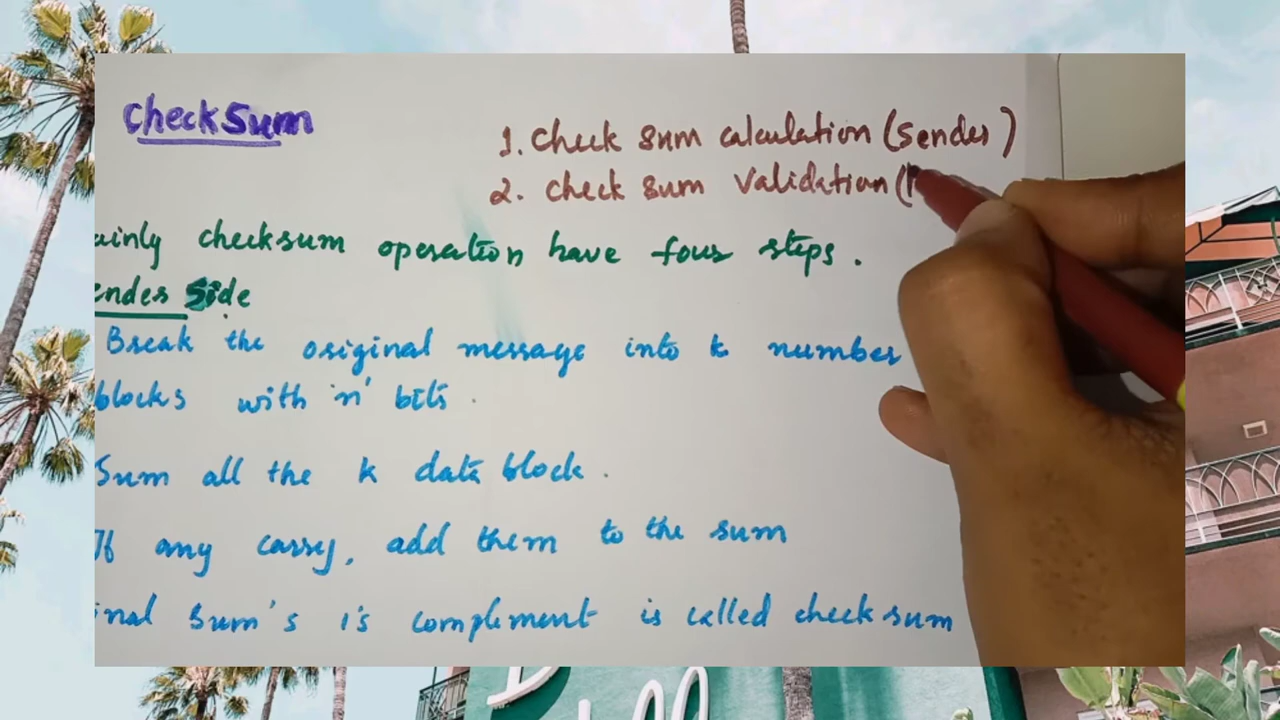 CheckSum
1. Check sum calculation (Sender)
2. check sum Validation (
ainly checksum operation have four steps.
ender Side
Break the original message into k number
blocks with 'n' bits.
Sum all the k data block.
If any carry, add them to the sum
inal sum's 1's complement is called checksum